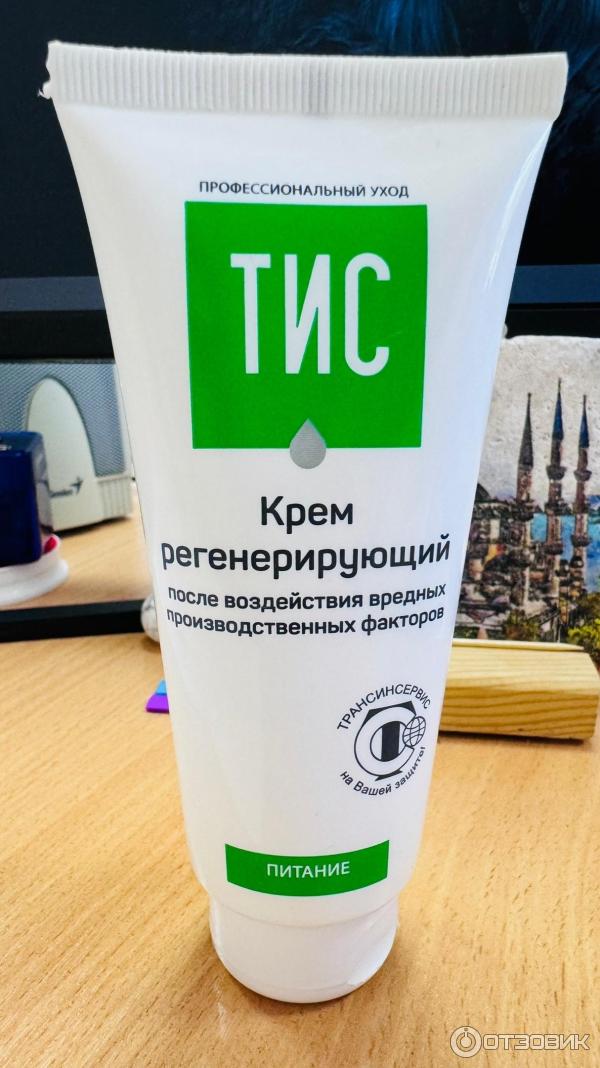 ПРОФЕССИОНАЛЬНЫЙ УХОД
ТИС
Крем
регенерирующий
после воздействия вредных
производственных факторов
ТРАНСИНСЕРВИС
на Вашей защите!
ПИТАНИЕ
ОТЗОВИК